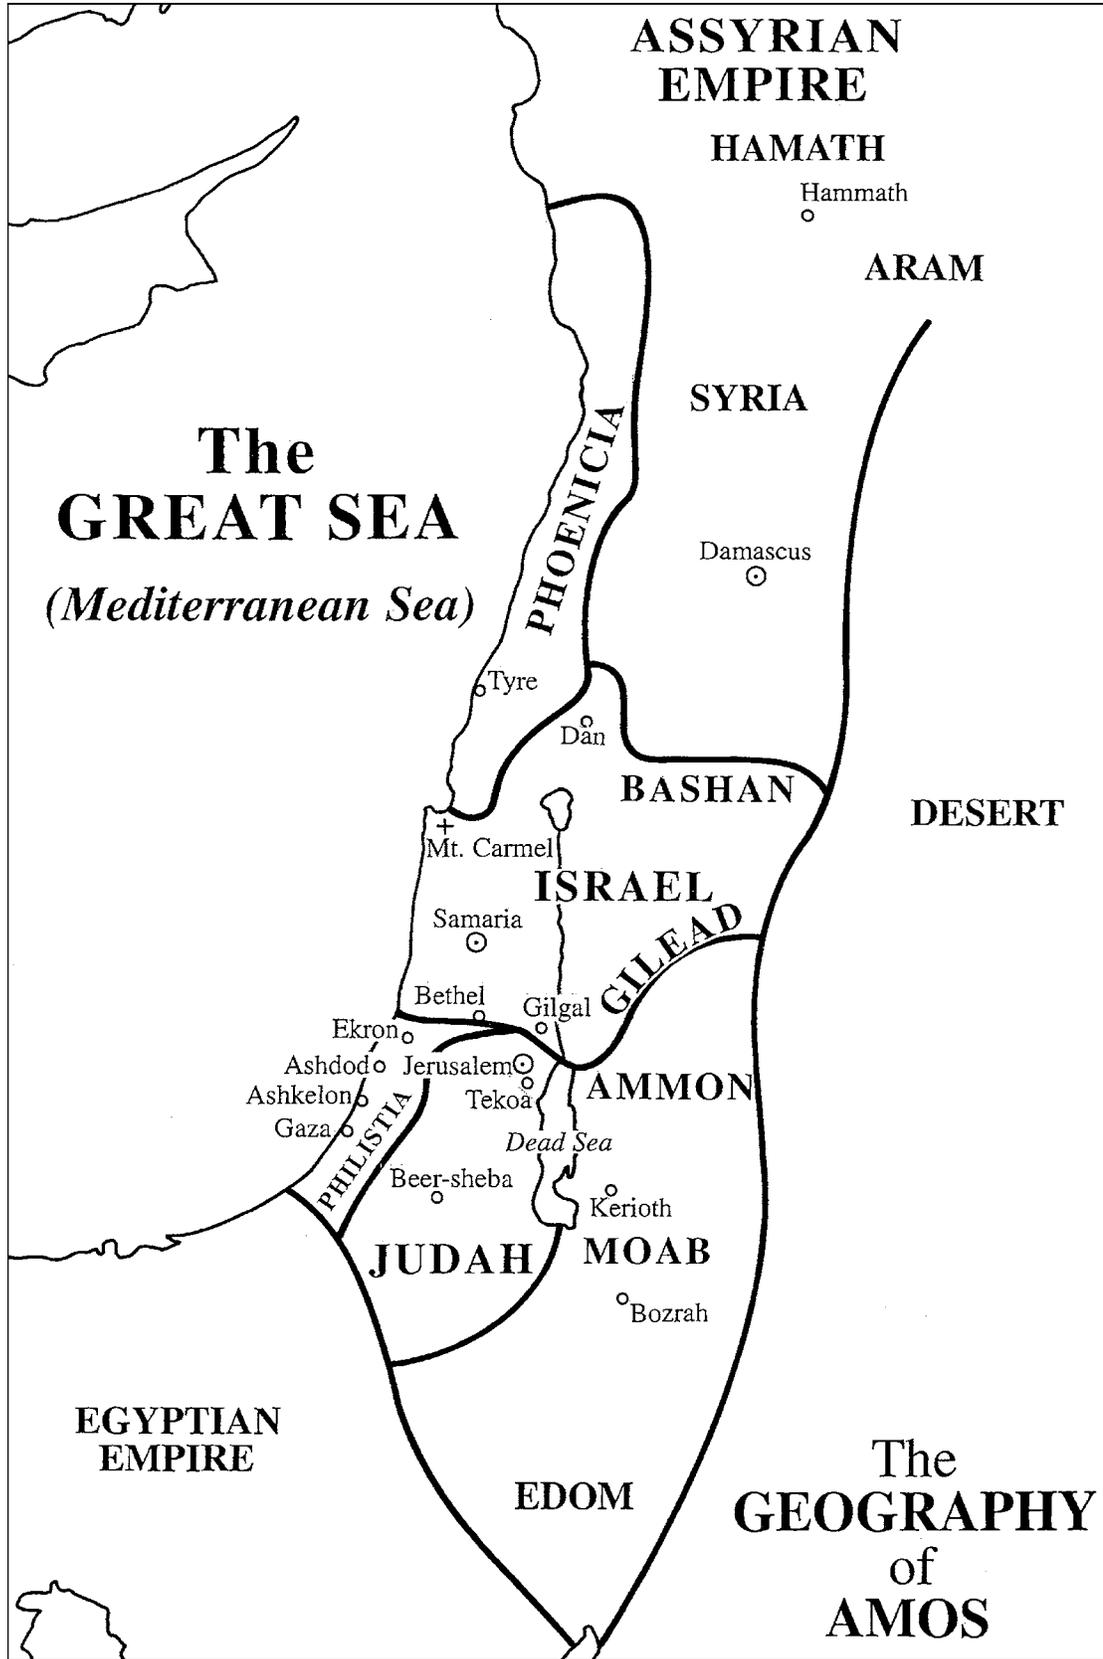 ASSYRIAN
EMPIRE
HAMATH
Hammath
ARAM
SYRIA
PHOENICIA
The
GREAT SEA
(Mediterranean Sea)
Damascus
Tyre
Dan
BASHAN
DESERT
Mt. Carmel
ISRAEL
Samaria
GILEAD
Bethel
Gilgal
Ekron
Ashdod
Jerusalem
Ashkelon
Tekoa
AMMON
Gaza
PHILISTIA
Dead Sea
Beer-sheba
Kerioth
JUDAH
MOAB
Bozrah
EGYPTIAN
EMPIRE
EDOM
The
GEOGRAPHY
of
AMOS